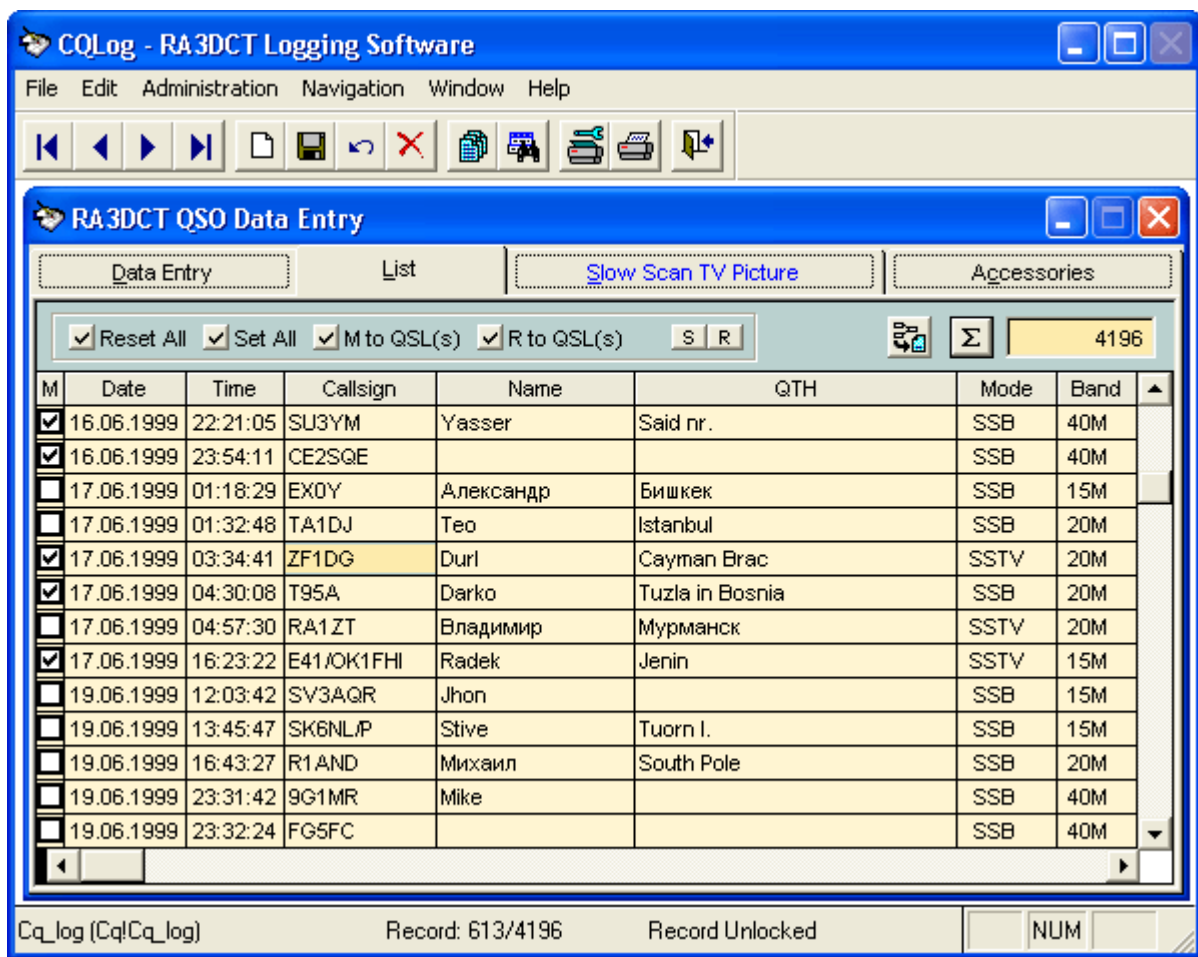 CQLog - RA3DCT Logging Software
File Edit Administration Navigation Window Help
RA3DCT QSO Data Entry
Data Entry List Slow Scan TV Picture Accessories
Reset All Set All M to QSL(s) R to QSL(s) S R Σ 4196
M Date Time Callsign Name QTH Mode Band
16.06.1999 22:21:05 SU3YM Yasser Said nr. SSB 40M
16.06.1999 23:54:11 CE2SQE SSB 40M
17.06.1999 01:18:29 EX0Y Александр Бишкек SSB 15M
17.06.1999 01:32:48 TA1DJ Teo Istanbul SSB 20M
17.06.1999 03:34:41 ZF1DG Durl Cayman Brac SSTV 20M
17.06.1999 04:30:08 T95A Darko Tuzla in Bosnia SSB 20M
17.06.1999 04:57:30 RA1ZT Владимир Мурманск SSTV 20M
17.06.1999 16:23:22 E41/OK1FHI Radek Jenin SSTV 15M
19.06.1999 12:03:42 SV3AQR Jhon SSB 15M
19.06.1999 13:45:47 SK6NL/P Stive Tuorn I. SSB 15M
19.06.1999 16:43:27 R1AND Михаил South Pole SSB 20M
19.06.1999 23:31:42 9G1MR Mike SSB 40M
19.06.1999 23:32:24 FG5FC SSB 40M
Cq_log (Cq!Cq_log) Record: 613/4196 Record Unlocked NUM